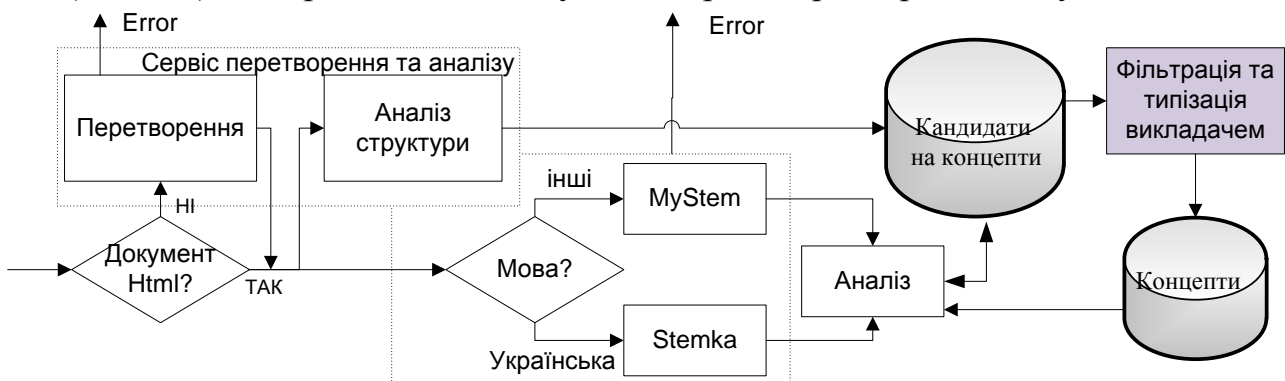 Error
Error
Сервіс перетворення та аналізу
Перетворення
Аналіз
структури
Кандидати
на концепти
Фільтрація та
типізація
викладачем
НІ
інші
MyStem
Документ
Html?
ТАК
Мова?
Аналіз
Концепти
Українська
Stemka